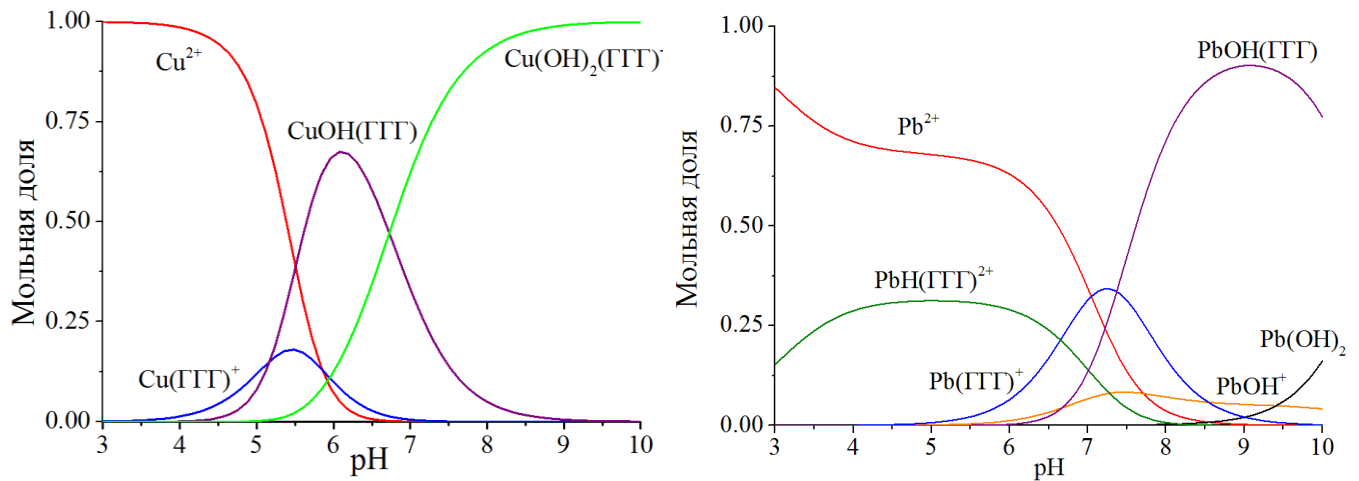 Мольная доля
1.00
0.75
0.50
0.25
0.00
Cu²⁺
Cu(OH)₂(ГГГ)⁻
CuOH(ГГГ)
Cu(ГГГ)⁺
3 4 5 6 7 8 9 10
pH
Мольная доля
1.00
0.75
0.50
0.25
0.00
PbOH(ГГГ)
Pb²⁺
PbH(ГГГ)²⁺
Pb(OH)₂
Pb(ГГГ)⁺
PbOH⁺
3 4 5 6 7 8 9 10
pH